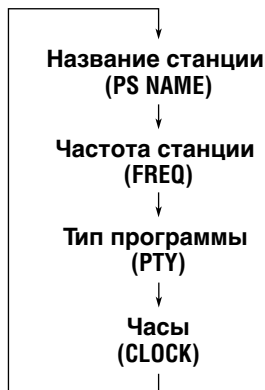 Название станции
(PS NAME)
Частота станции
(FREQ)
Тип программы
(PTY)
Часы
(CLOCK)